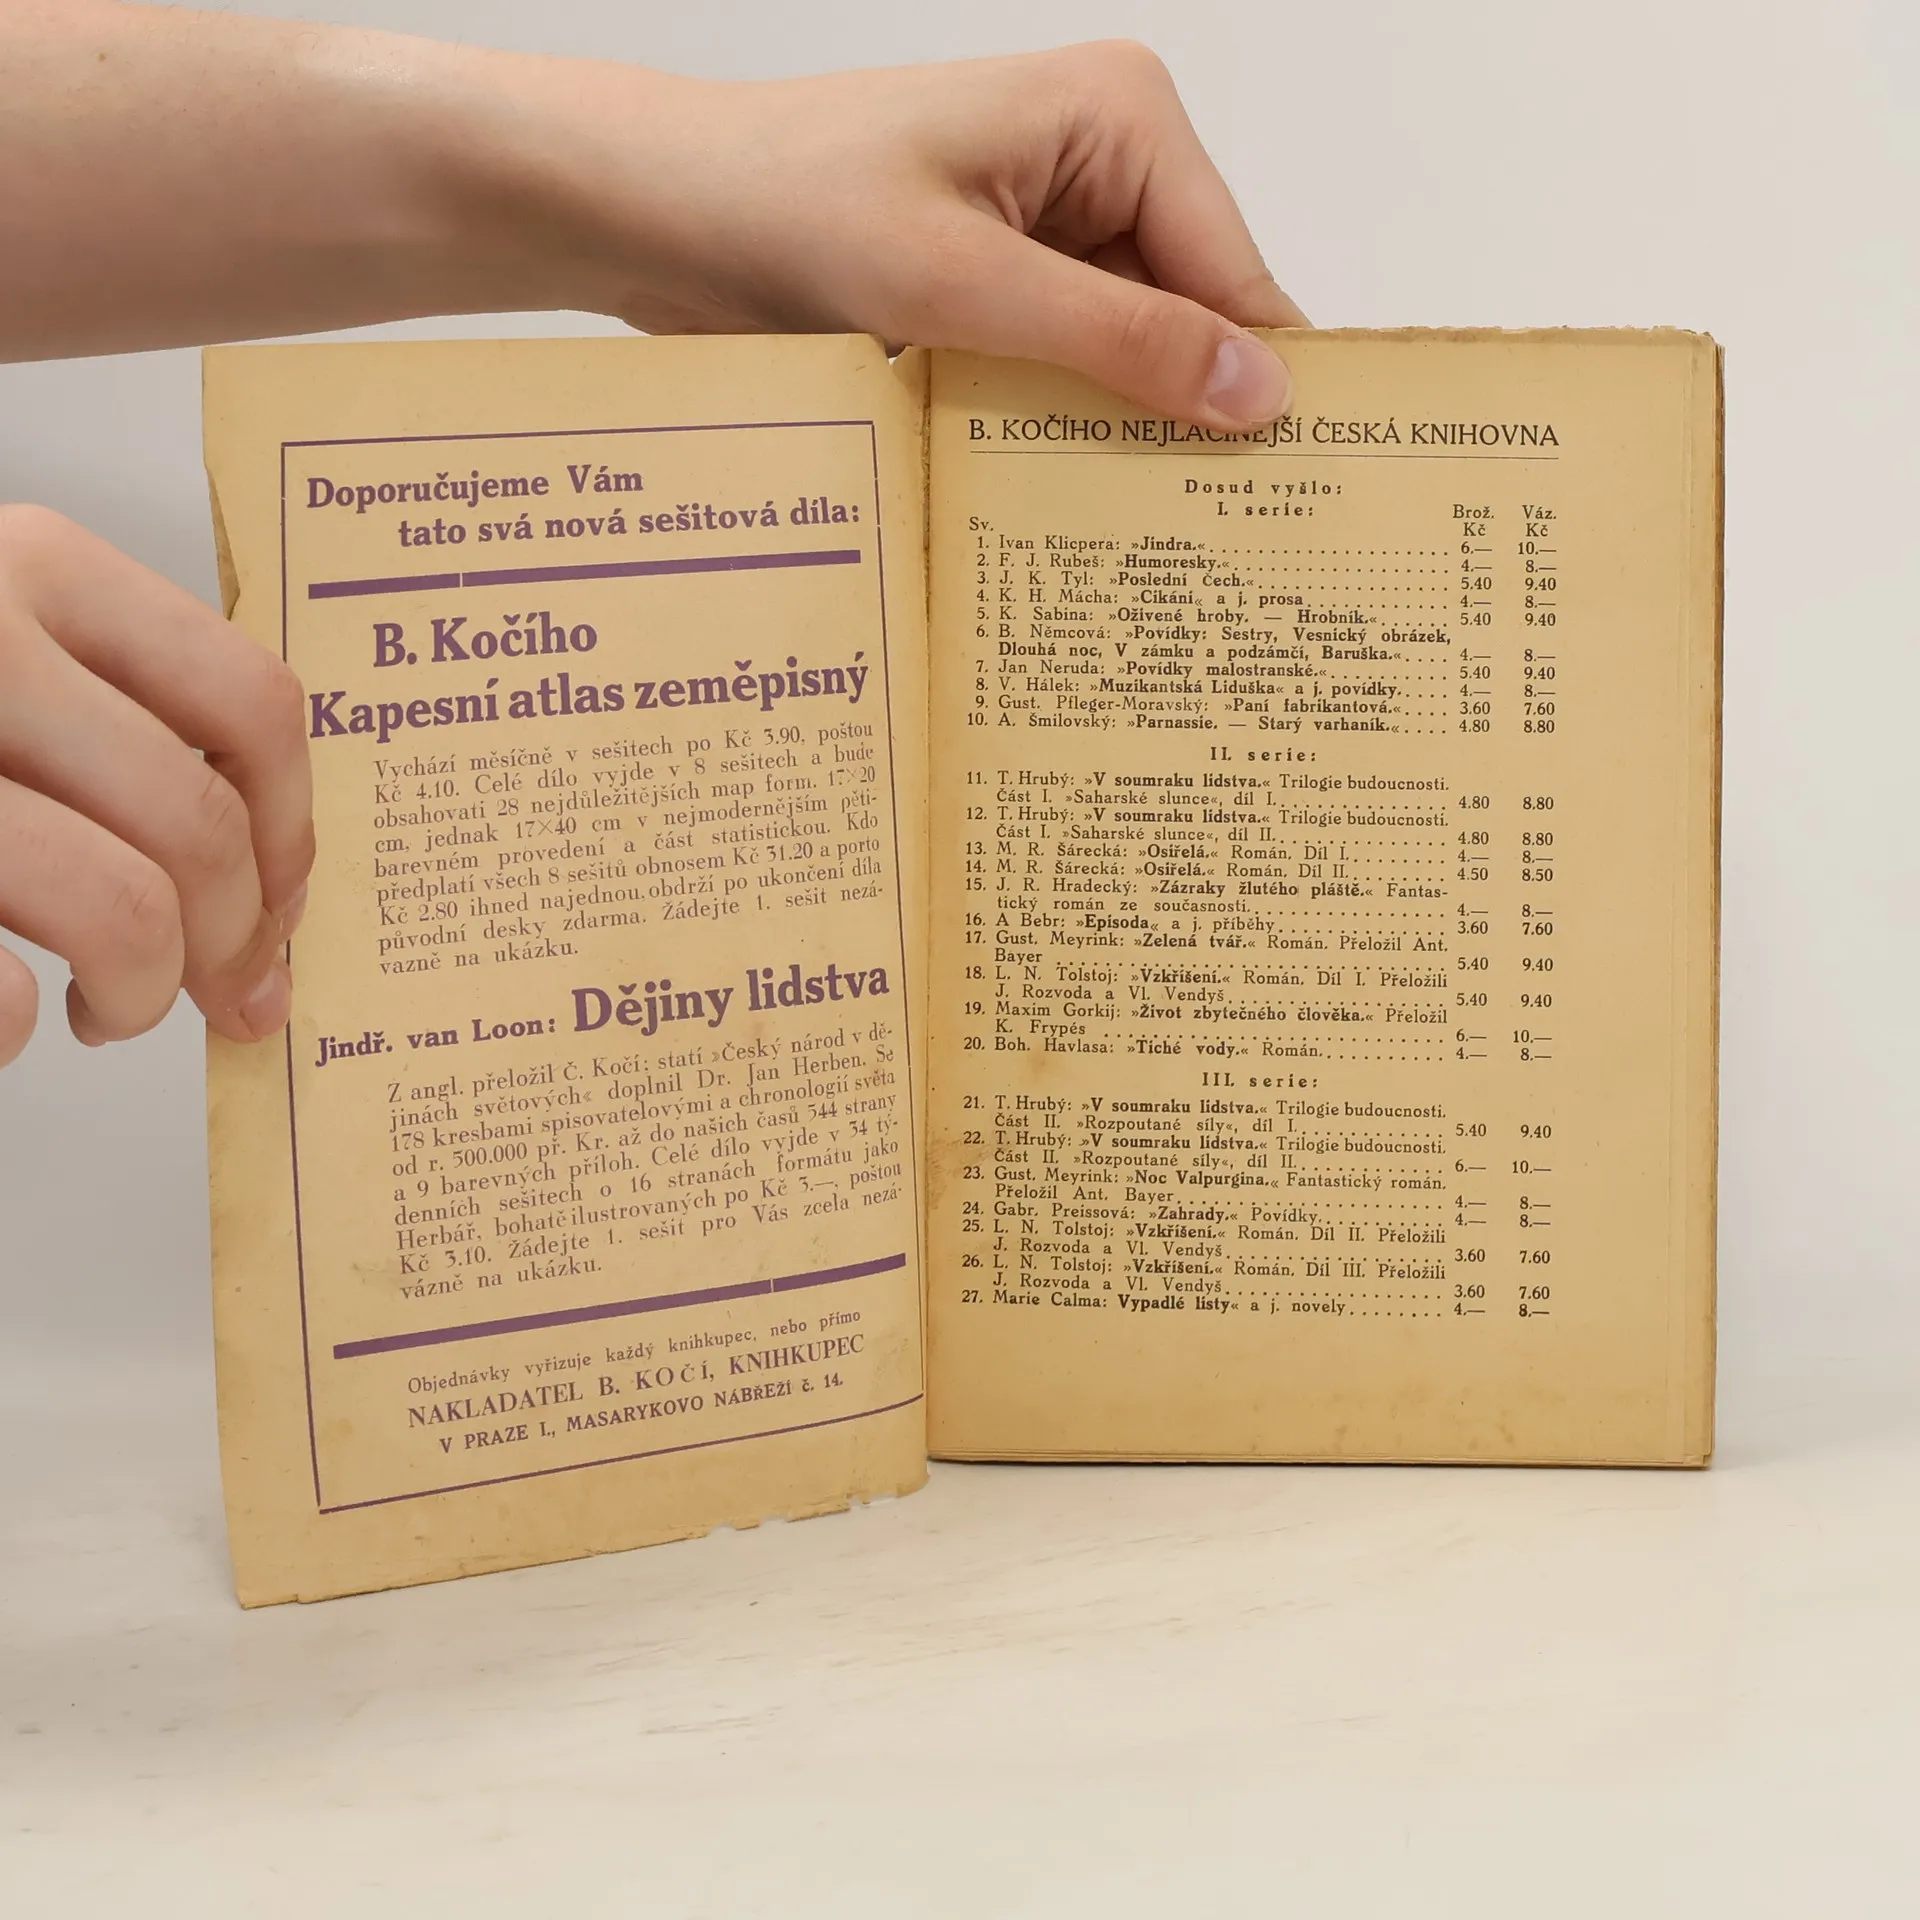 Doporučujeme Vám
tato svá nová sešitová díla:
B. Kočího
Kapesní atlas zeměpisný
Vychází měsíčně v sešitech po Kč 3.90, poštou
Kč 4.10. Celé dílo vyjde v 8 sešitech a bude
obsahovati 28 nejdůležitějších map form. 17×20
cm, jednak 17×40 cm v nejmodernějším pěti-
barevném provedení a část statistickou. Kdo
předplatí všech 8 sešitů obnosem Kč 31.20 a porto
Kč 2.80 ihned najednou, obdrží po ukončení díla
původní desky zdarma. Žádejte 1. sešit nezá-
vazně na ukázku.
Jindř. van Loon: Dějiny lidstva
Z angl. přeložil Č. Kočí; statí »Český národ v dě-
jinách světových« doplnil Dr. Jan Herben. Se
178 kresbami spisovatelovými a chronologií světa
od r. 500.000 př. Kr. až do našich časů 544 strany
a 9 barevných příloh. Celé dílo vyjde v 34 tý-
denních sešitech o 16 stranách formátu jako
Herbář, bohatě ilustrovaných po Kč 3.—, poštou
Kč 3.10. Žádejte 1. sešit pro Vás zcela nezá-
vázně na ukázku.
Objednávky vyřizuje každý knihkupec, nebo přímo
NAKLADATEL B. KOČÍ, KNIHKUPEC
V PRAZE I., MASARYKOVO NÁBŘEŽÍ č. 14.
B. KOČÍHO NEJLACINĚJŠÍ ČESKÁ KNIHOVNA
Dosud vyšlo:
I. serie: Brož. Váz.
Sv. Kč Kč
1. Ivan Klicpera: »Jindra.« 6.— 10.—
2. F. J. Rubeš: »Humoresky.« 4.— 8.—
3. J. K. Tyl: »Poslední Čech.« 5.40 9.40
4. K. H. Mácha: »Cikáni« a j. prosa 4.— 8.—
5. K. Sabina: »Oživené hroby. — Hrobník.« 5.40 9.40
6. B. Němcová: »Povídky: Sestry, Vesnický obrázek,
Dlouhá noc, V zámku a podzámčí, Baruška.« 4.— 8.—
7. Jan Neruda: »Povídky malostranské.« 5.40 9.40
8. V. Hálek: »Muzikantská Liduška« a j. povídky. 4.— 8.—
9. Gust. Pfleger-Moravský: »Paní fabrikantová.« 3.60 7.60
10. A. Šmilovský: »Parnassie. — Starý varhaník.« 4.80 8.80
II. serie:
11. T. Hrubý: »V soumraku lidstva.« Trilogie budoucnosti.
Část I. »Saharské slunce«, díl I. 4.80 8.80
12. T. Hrubý: »V soumraku lidstva.« Trilogie budoucnosti.
Část I. »Saharské slunce«, díl II. 4.80 8.80
13. M. R. Šárecká: »Osiřelá.« Román. Díl I. 4.— 8.—
14. M. R. Šárecká: »Osiřelá.« Román. Díl II. 4.50 8.50
15. J. R. Hradecký: »Zázraky žlutého pláště.« Fantas-
tický román ze současnosti. 4.— 8.—
16. A Bebr: »Episoda« a j. příběhy 3.60 7.60
17. Gust. Meyrink: »Zelená tvář.« Román. Přeložil Ant.
Bayer 5.40 9.40
18. L. N. Tolstoj: »Vzkříšení.« Román. Díl I. Přeložili
J. Rozvoda a Vl. Vendyš 5.40 9.40
19. Maxim Gorkij: »Život zbytečného člověka.« Přeložil
K. Frypés 6.— 10.—
20. Boh. Havlasa: »Tiché vody.« Román. 4.— 8.—
III. serie:
21. T. Hrubý: »V soumraku lidstva.« Trilogie budoucnosti.
Část II. »Rozpoutané síly«, díl I. 5.40 9.40
22. T. Hrubý: »V soumraku lidstva.« Trilogie budoucnosti.
Část II. »Rozpoutané síly«, díl II. 6.— 10.—
23. Gust. Meyrink: »Noc Valpurgina.« Fantastický román.
Přeložil Ant. Bayer 4.— 8.—
24. Gabr. Preissová: »Zahrady.« Povídky. 4.— 8.—
25. L. N. Tolstoj: »Vzkříšení.« Román. Díl II. Přeložili
J. Rozvoda a Vl. Vendyš 3.60 7.60
26. L. N. Tolstoj: »Vzkříšení.« Román. Díl III. Přeložili
J. Rozvoda a Vl. Vendyš 3.60 7.60
27. Marie Calma: Vypadlé listy« a j. novely 4.— 8.—